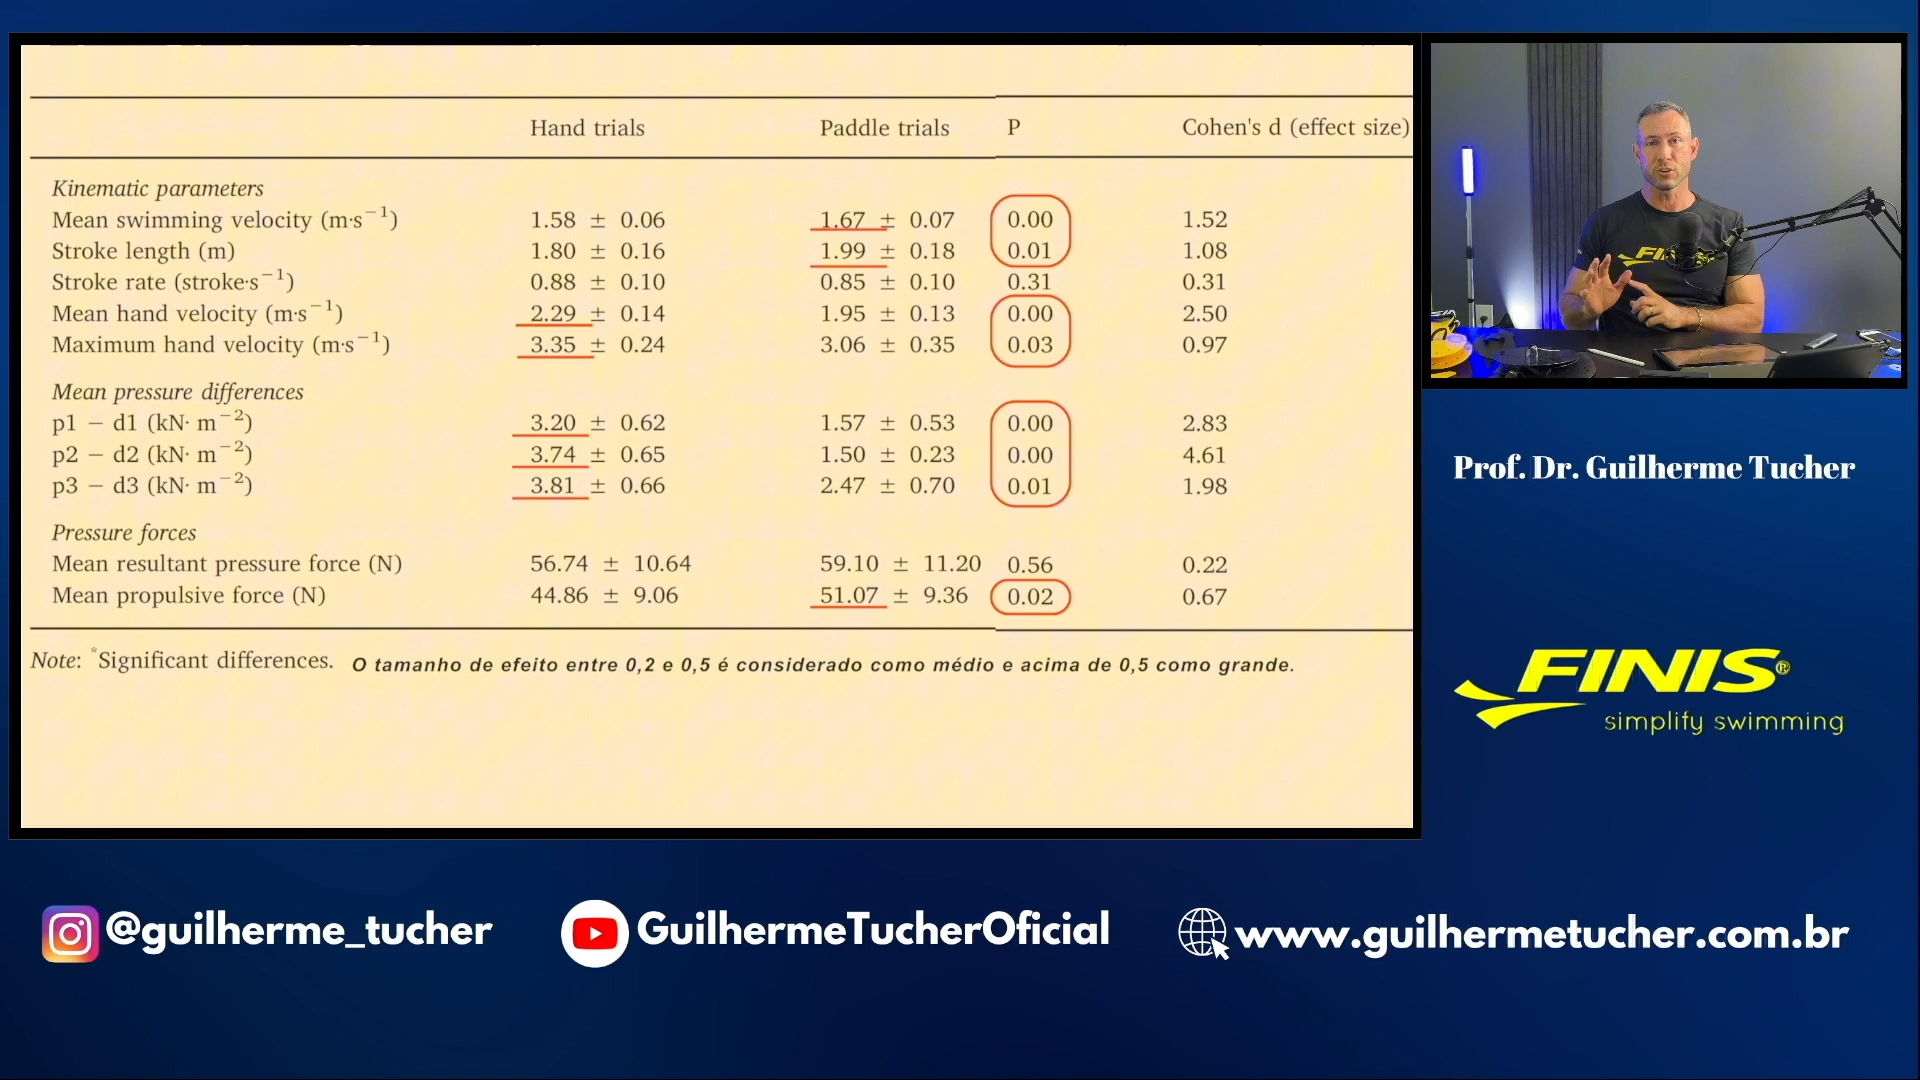 Hand trials Paddle trials P Cohen's d (effect size)
Kinematic parameters
Mean swimming velocity (m·s⁻¹) 1.58 ± 0.06 1.67 ± 0.07 0.00 1.52
Stroke length (m) 1.80 ± 0.16 1.99 ± 0.18 0.01 1.08
Stroke rate (stroke·s⁻¹) 0.88 ± 0.10 0.85 ± 0.10 0.31 0.31
Mean hand velocity (m·s⁻¹) 2.29 ± 0.14 1.95 ± 0.13 0.00 2.50
Maximum hand velocity (m·s⁻¹) 3.35 ± 0.24 3.06 ± 0.35 0.03 0.97
Mean pressure differences
p1 − d1 (kN· m⁻²) 3.20 ± 0.62 1.57 ± 0.53 0.00 2.83
p2 − d2 (kN· m⁻²) 3.74 ± 0.65 1.50 ± 0.23 0.00 4.61
p3 − d3 (kN· m⁻²) 3.81 ± 0.66 2.47 ± 0.70 0.01 1.98
Pressure forces
Mean resultant pressure force (N) 56.74 ± 10.64 59.10 ± 11.20 0.56 0.22
Mean propulsive force (N) 44.86 ± 9.06 51.07 ± 9.36 0.02 0.67
Note: *Significant differences. O tamanho de efeito entre 0,2 e 0,5 é considerado como médio e acima de 0,5 como grande.
Prof. Dr. Guilherme Tucher
FINIS®
simplify swimming
@guilherme_tucher
GuilhermeTucherOficial
www.guilhermetucher.com.br